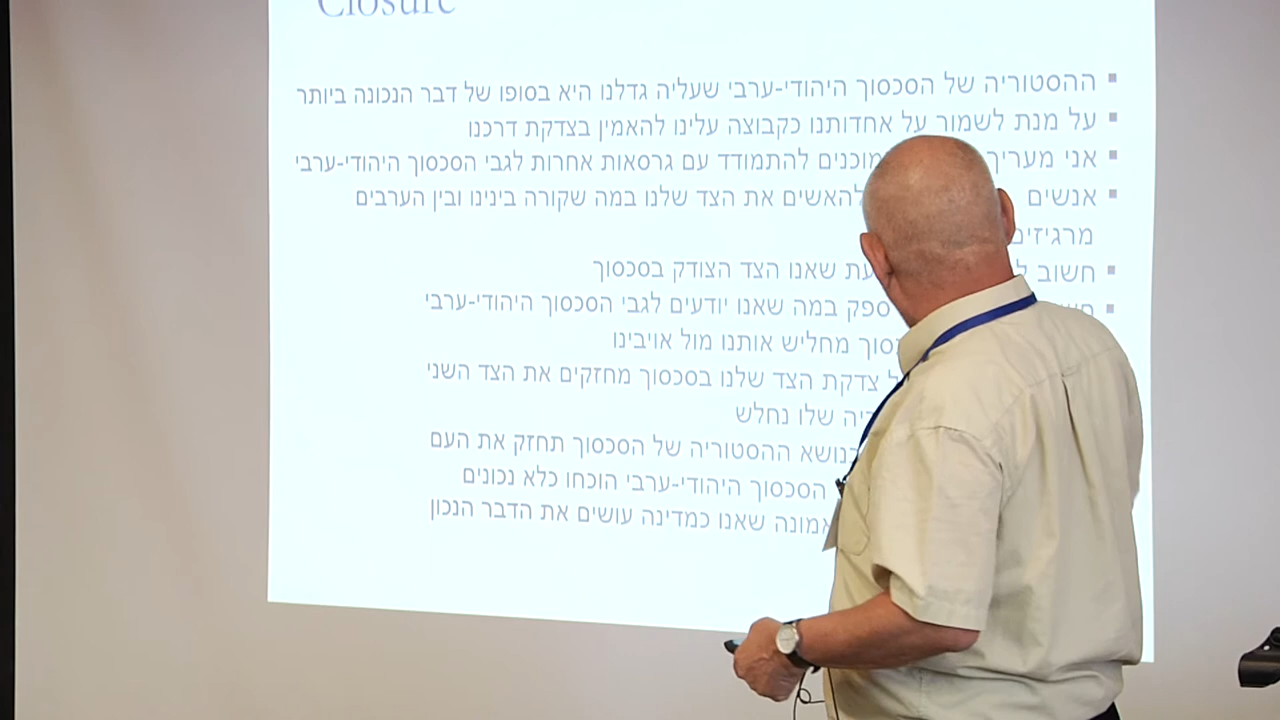 Closure
ההסטוריה של הסכסוך היהודי-ערבי שעליה גדלנו היא בסופו של דבר הנכונה ביותר
על מנת לשמור על אחדותנו כקבוצה עלינו להאמין בצדקת דרכנו
אני מעריך מוכנים להתמודד עם גרסאות אחרות לגבי הסכסוך היהודי-ערבי
אנשים להאשים את הצד שלנו במה שקורה בינינו ובין הערבים
מרגיזים
חשוב שאנו הצד הצודק בסכסוך
ספק במה שאנו יודעים לגבי הסכסוך היהודי-ערבי
מחליש אותנו מול אויבינו
צדקת הצד שלנו בסכסוך מחזקים את הצד השני
שלו נחלש
בנושא ההסטוריה של הסכסוך תחזק את העם
הסכסוך היהודי-ערבי הוכחו כלא נכונים
שאנו כמדינה עושים את הדבר הנכון